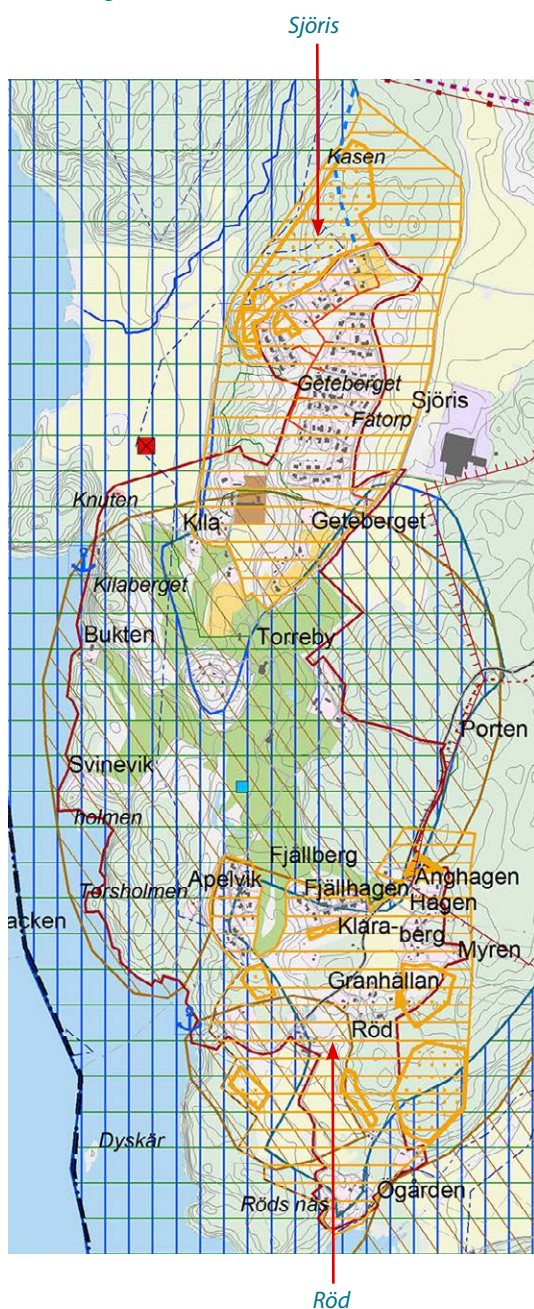 Sjöris
Kasen
Geteberget
Sjöris
Fatorp
Knuten
Kila
Geteberget
Kilaberget
Bukten
Torreby
Porten
Svinevik
holmen
Fjällberg
Apelvik
Änghagen
Torsholmen
Fjällhagen
Hagen
acken
Klara-
berg
Myren
Granhällan
Röd
Dyskär
Ögården
Röds näs
Röd